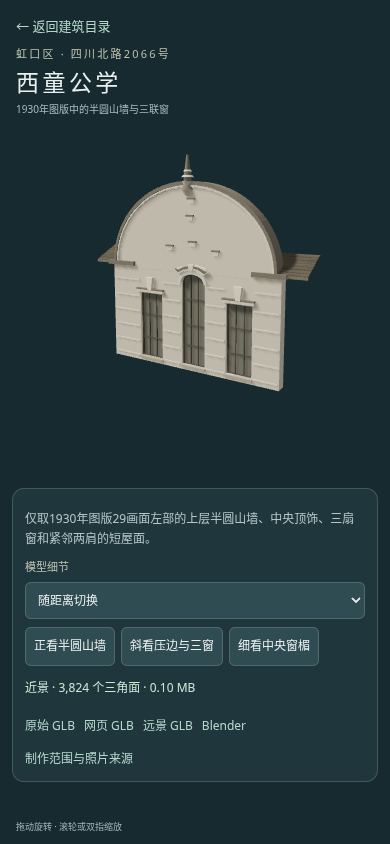 ← 返回建筑目录
虹口区 · 四川北路2066号
西童公学
1930年图版中的半圆山墙与三联窗
仅取1930年图版29画面左部的上层半圆山墙、中央顶饰、三扇
窗和紧邻两肩的短屋面。
模型细节
随距离切换
正看半圆山墙 斜看压边与三窗 细看中央窗楣
近景 · 3,824 个三角面 · 0.10 MB
原始 GLB 网页 GLB 远景 GLB Blender
制作范围与照片来源
拖动旋转 · 滚轮或双指缩放